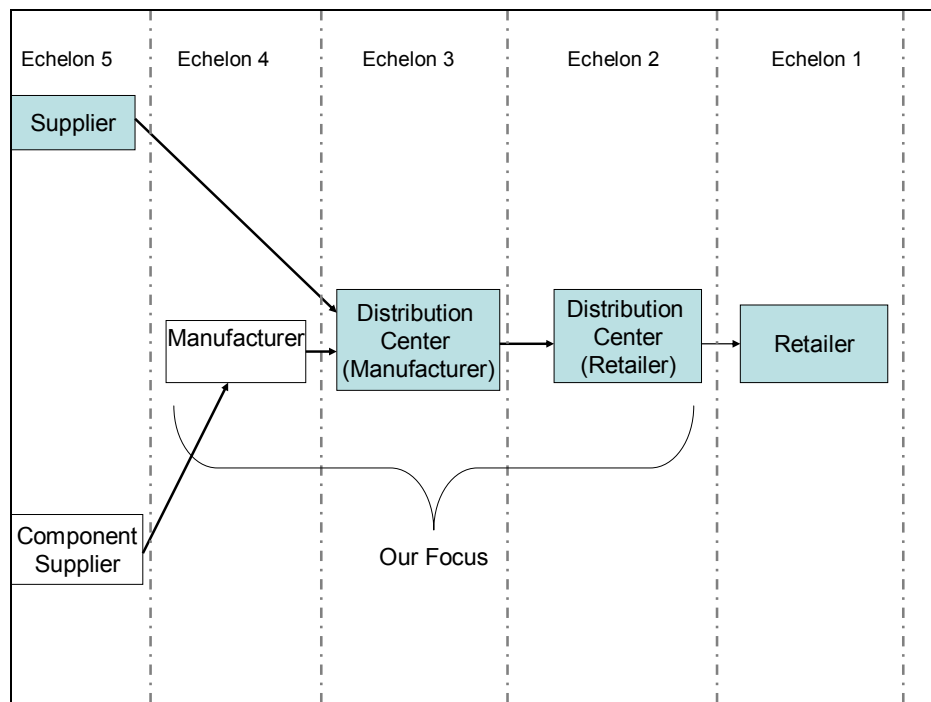 Echelon 5
Echelon 4
Echelon 3
Echelon 2
Echelon 1
Supplier
Manufacturer
Distribution
Center
(Manufacturer)
Distribution
Center
(Retailer)
Retailer
Component
Supplier
Our Focus